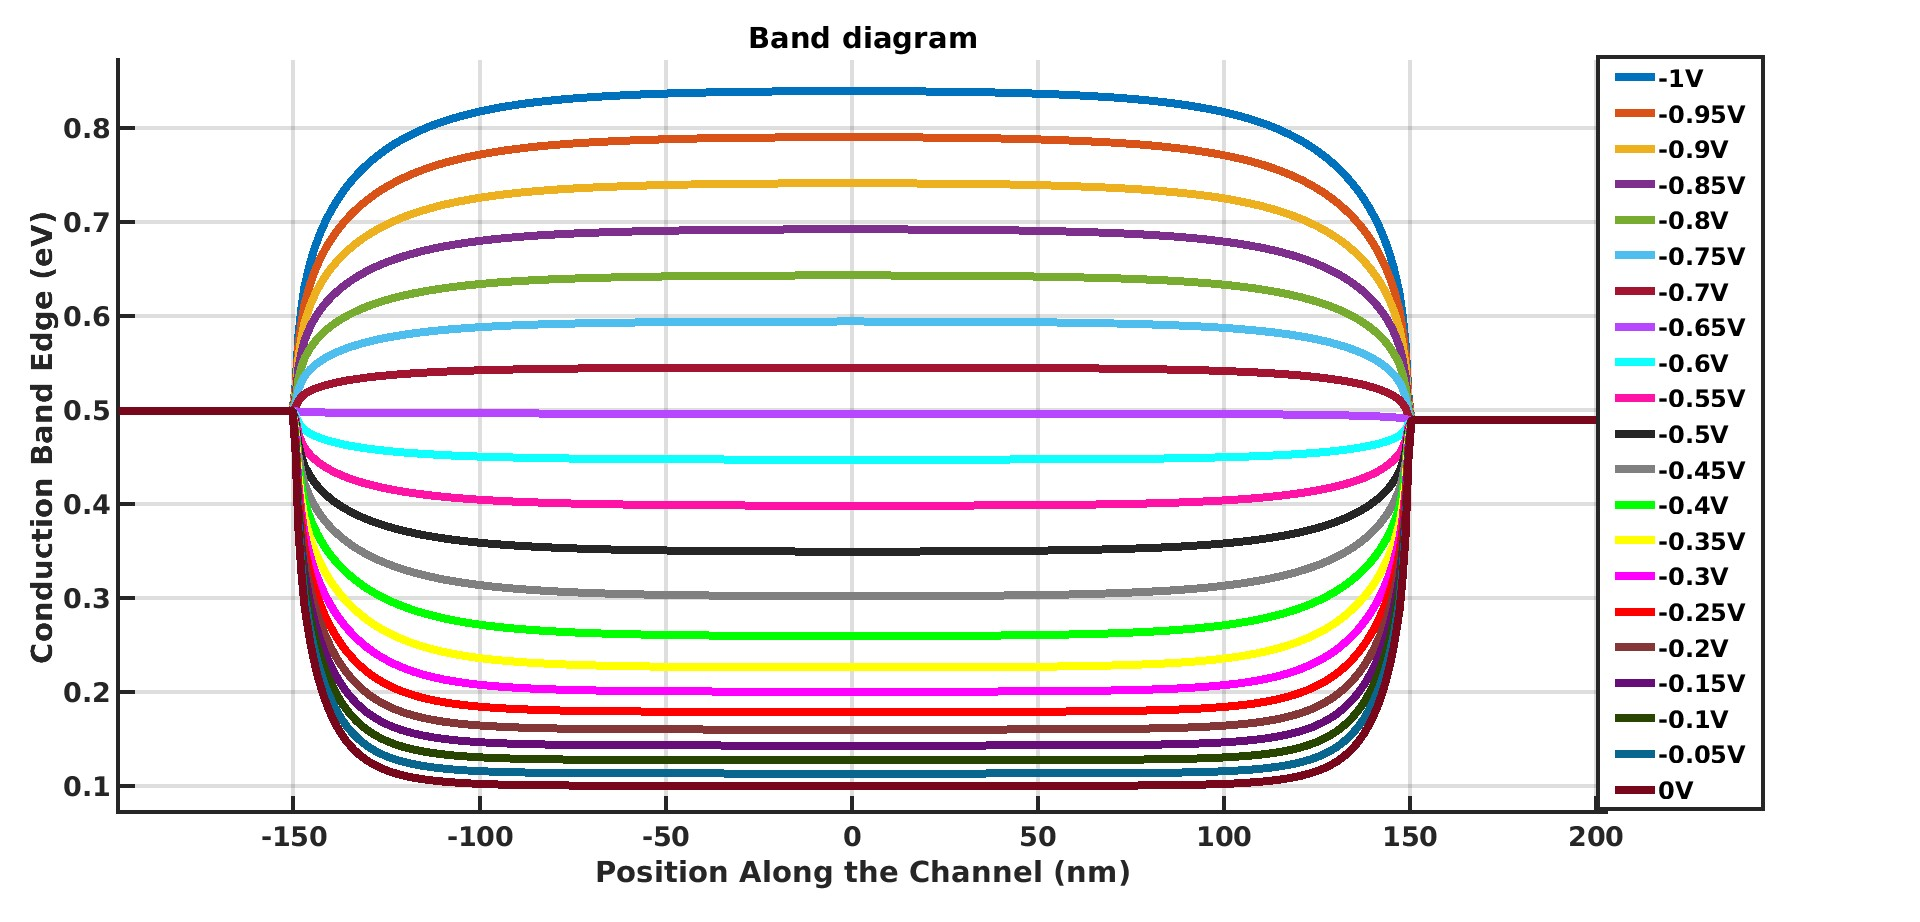 Band diagram
Conduction Band Edge (eV)
0.8
0.7
0.6
0.5
0.4
0.3
0.2
0.1
-150 -100 -50 0 50 100 150 200
Position Along the Channel (nm)
-1V
-0.95V
-0.9V
-0.85V
-0.8V
-0.75V
-0.7V
-0.65V
-0.6V
-0.55V
-0.5V
-0.45V
-0.4V
-0.35V
-0.3V
-0.25V
-0.2V
-0.15V
-0.1V
-0.05V
0V